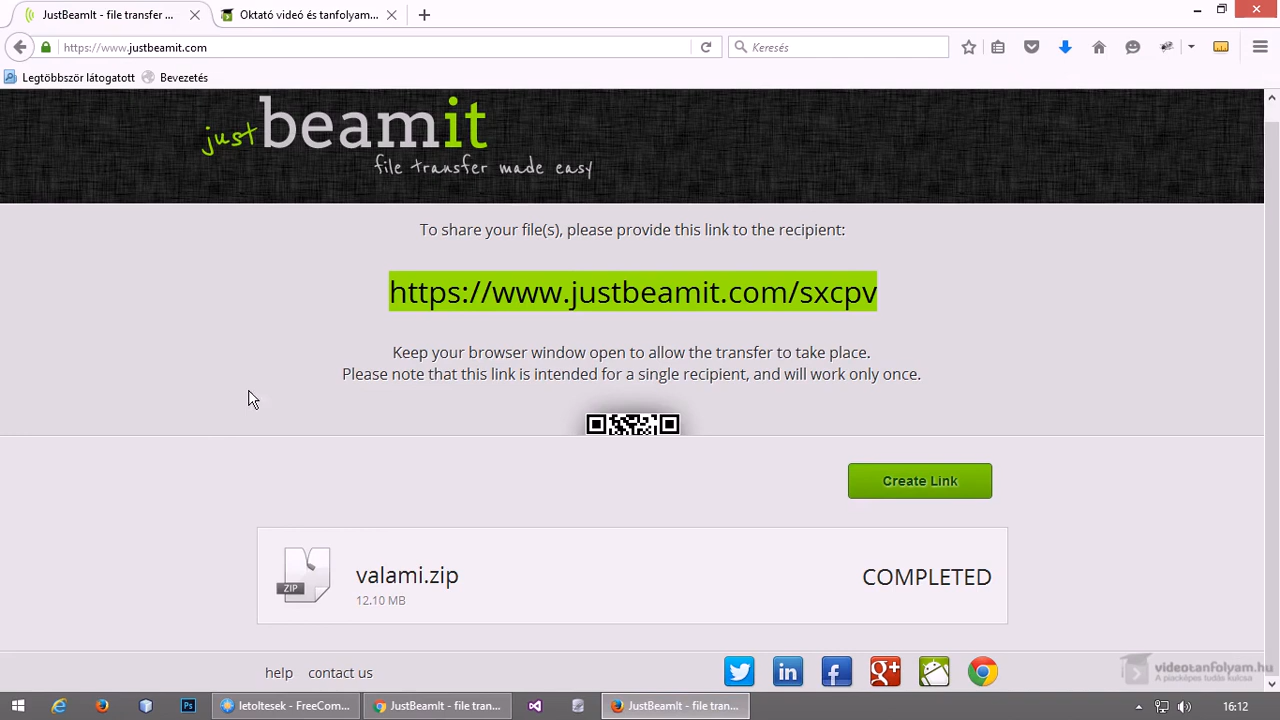 JustBeamIt - file transfer ...
Oktató videó és tanfolyam...
https://www.justbeamit.com
Keresés
Legtöbbször látogatott
Bevezetés
just beamit
file transfer made easy
To share your file(s), please provide this link to the recipient:
https://www.justbeamit.com/sxcpv
Keep your browser window open to allow the transfer to take place.
Please note that this link is intended for a single recipient, and will work only once.
Create Link
ZIP
valami.zip
12.10 MB
COMPLETED
help
contact us
videotanfolyam.hu
A piacképes tudás kulcsa
letoltesek - FreeCom...
JustBeamIt - file tran...
JustBeamIt - file tran...
16:12